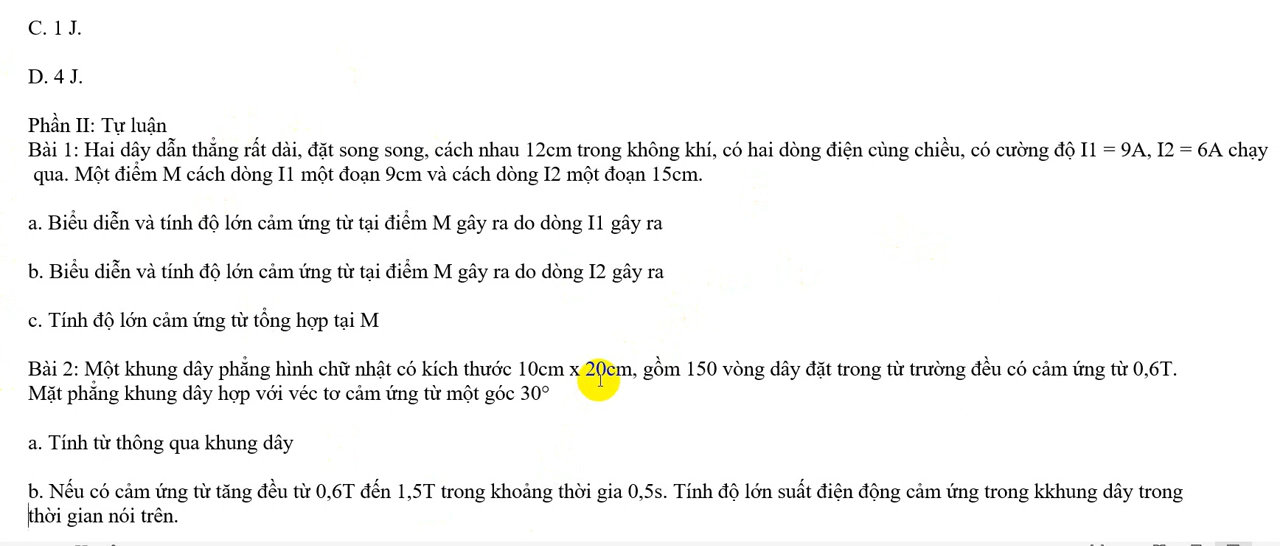 C. 1 J.
D. 4 J.
Phần II: Tự luận
Bài 1: Hai dây dẫn thẳng rất dài, đặt song song, cách nhau 12cm trong không khí, có hai dòng điện cùng chiều, có cường độ I1 = 9A, I2 = 6A chạy
qua. Một điểm M cách dòng I1 một đoạn 9cm và cách dòng I2 một đoạn 15cm.
a. Biểu diễn và tính độ lớn cảm ứng từ tại điểm M gây ra do dòng I1 gây ra
b. Biểu diễn và tính độ lớn cảm ứng từ tại điểm M gây ra do dòng I2 gây ra
c. Tính độ lớn cảm ứng từ tổng hợp tại M
Bài 2: Một khung dây phẳng hình chữ nhật có kích thước 10cm x 20cm, gồm 150 vòng dây đặt trong từ trường đều có cảm ứng từ 0,6T.
Mặt phẳng khung dây hợp với véc tơ cảm ứng từ một góc 30°
a. Tính từ thông qua khung dây
b. Nếu có cảm ứng từ tăng đều từ 0,6T đến 1,5T trong khoảng thời gia 0,5s. Tính độ lớn suất điện động cảm ứng trong kkhung dây trong
thời gian nói trên.